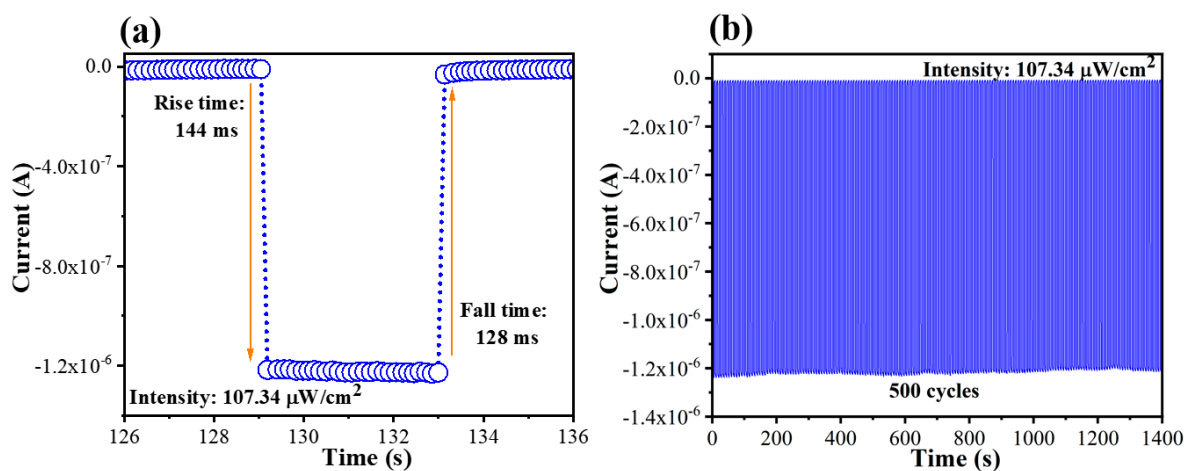 (a)
0.0
-4.0x10⁻⁷
-8.0x10⁻⁷
-1.2x10⁻⁶
Current (A)
Rise time:
144 ms
Fall time:
128 ms
Intensity: 107.34 μW/cm²
126 128 130 132 134 136
Time (s)
(b)
Intensity: 107.34 μW/cm²
0.0
-2.0x10⁻⁷
-4.0x10⁻⁷
-6.0x10⁻⁷
-8.0x10⁻⁷
-1.0x10⁻⁶
-1.2x10⁻⁶
-1.4x10⁻⁶
Current (A)
500 cycles
0 200 400 600 800 1000 1200 1400
Time (s)